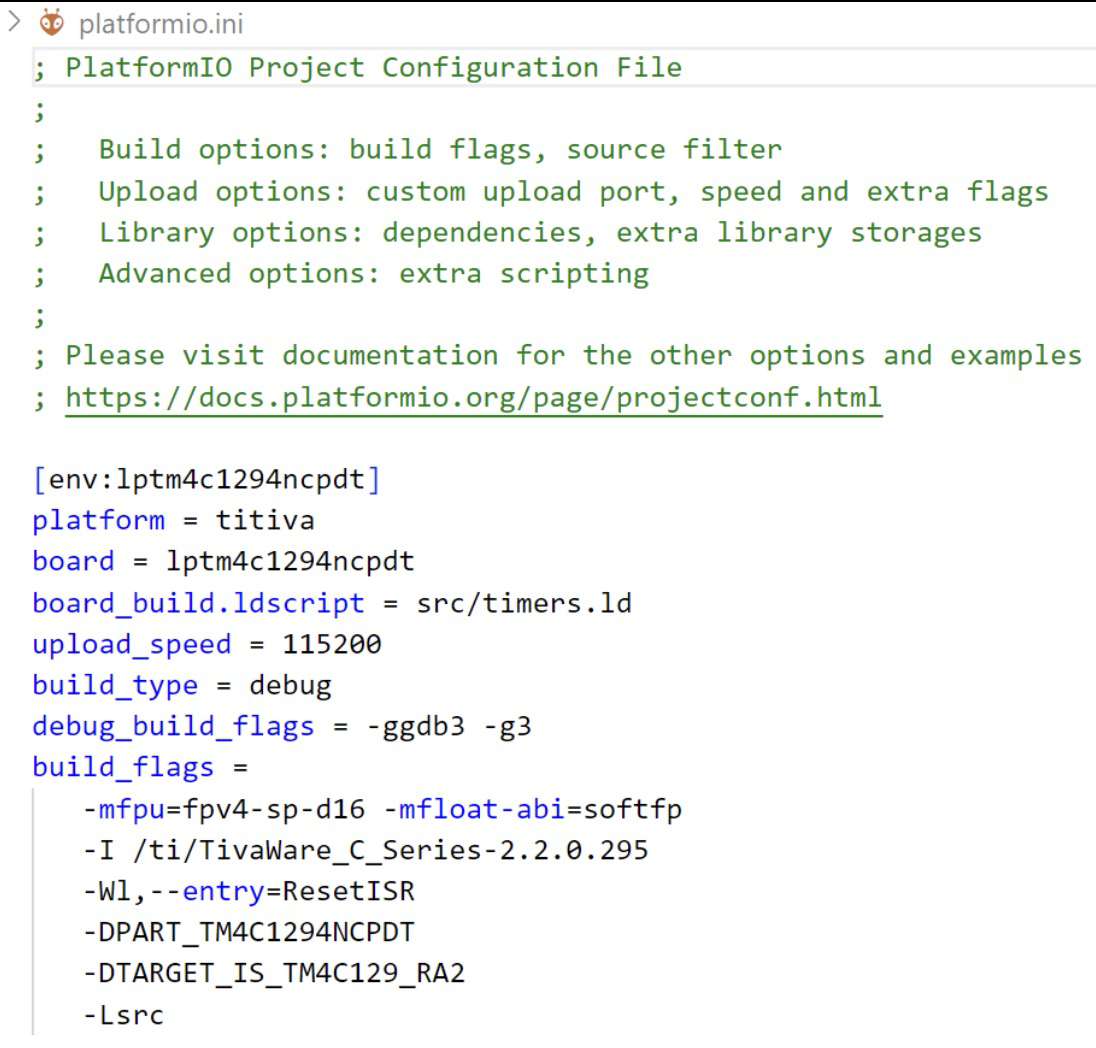 > platformio.ini
; PlatformIO Project Configuration File
;
;   Build options: build flags, source filter
;   Upload options: custom upload port, speed and extra flags
;   Library options: dependencies, extra library storages
;   Advanced options: extra scripting
;
; Please visit documentation for the other options and examples
; https://docs.platformio.org/page/projectconf.html

[env:lptm4c1294ncpdt]
platform = titiva
board = lptm4c1294ncpdt
board_build.ldscript = src/timers.ld
upload_speed = 115200
build_type = debug
debug_build_flags = -ggdb3 -g3
build_flags =
   -mfpu=fpv4-sp-d16 -mfloat-abi=softfp
   -I /ti/TivaWare_C_Series-2.2.0.295
   -Wl,--entry=ResetISR
   -DPART_TM4C1294NCPDT
   -DTARGET_IS_TM4C129_RA2
   -Lsrc